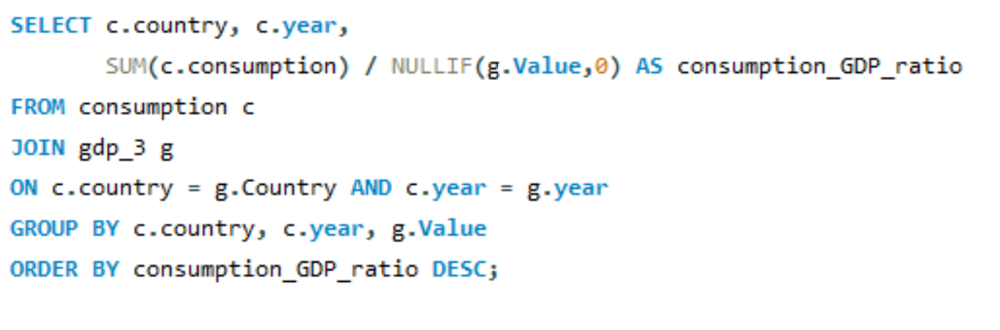 SELECT c.country, c.year,
SUM(c.consumption) / NULLIF(g.Value,0) AS consumption_GDP_ratio
FROM consumption c
JOIN gdp_3 g
ON c.country = g.Country AND c.year = g.year
GROUP BY c.country, c.year, g.Value
ORDER BY consumption_GDP_ratio DESC;